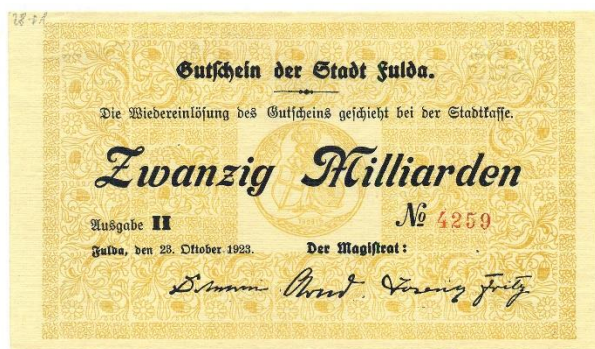 Gutschein der Stadt Fulda.
Die Wiedereinlösung des Gutscheins geschieht bei der Stadtkasse.
Zwanzig Milliarden
Ausgabe II № 4259
Fulda, den 23. Oktober 1923. Der Magistrat: